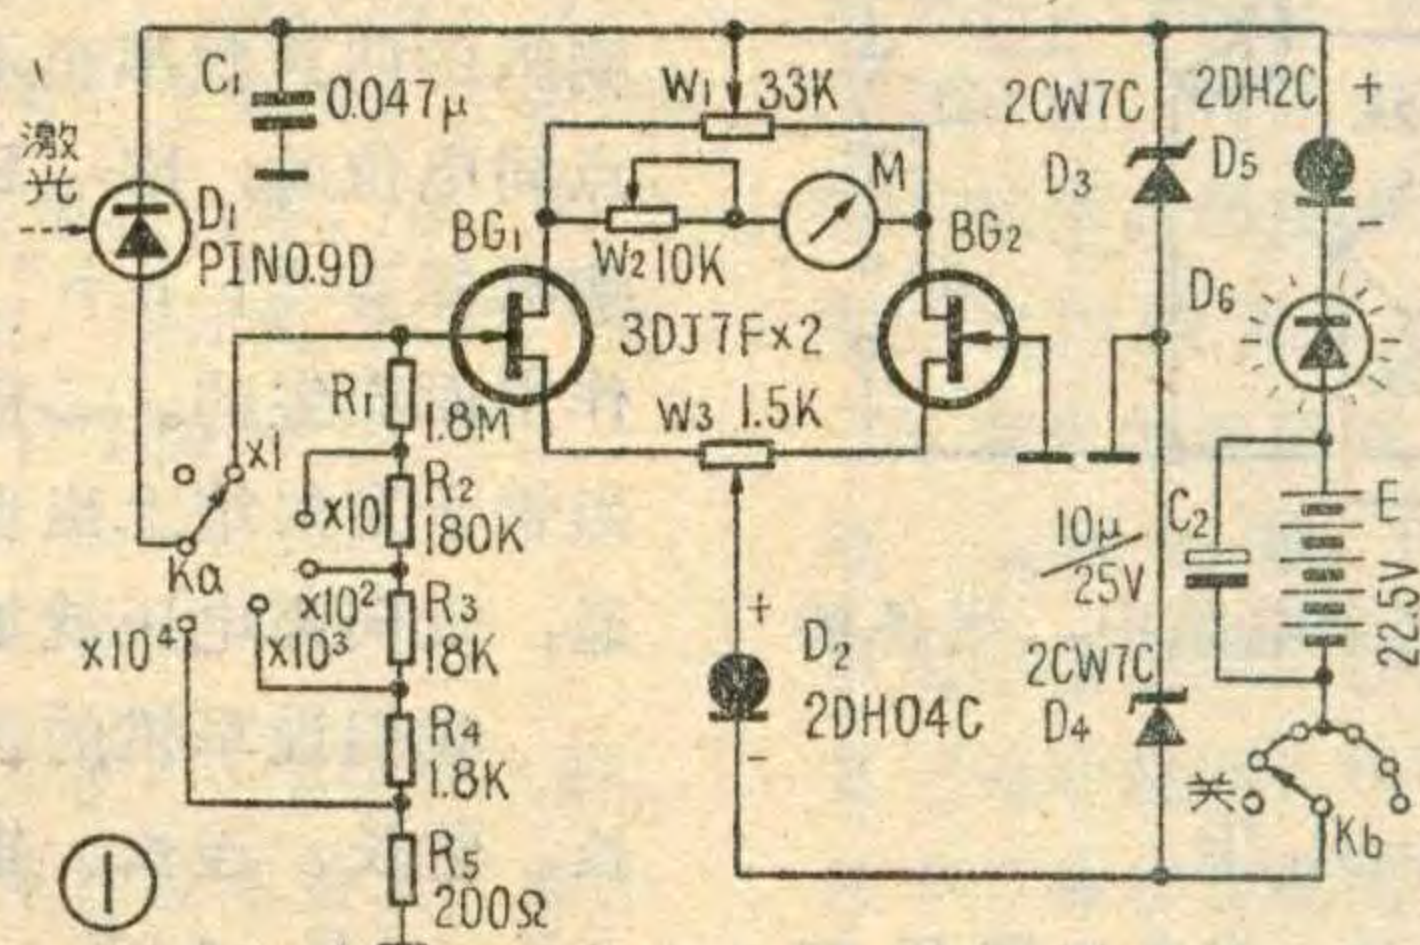 激光
C₁
0.047μ
W₁ 33K
2CW7C
D₃
2DH2C +
D₅
-
D₁
PIN0.9D
BG₁
W₂ 10K
M
BG₂
D₆
3DJ7F×2
R₁
1.8M
W₃ 1.5K
×1
×10
R₂
180K
Ka
×10²
×10³
×10⁴
R₃
18K
R₄
1.8K
R₅
200Ω
+
D₂
2DH04C
-
10μ/25V
C₂
E
22.5V
2CW7C
D₄
关
Kb
①